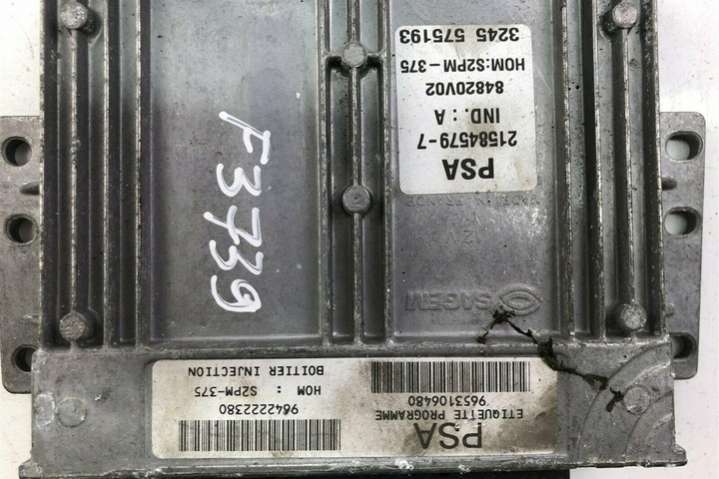 PSA
ETIQUETTE PROGRAMME
9653106480
9642222380
HOM : S2PM-375
BOITIER INJECTION
SAGEM
PSA
21584579-7
IND.: A
84820V02
HOM:S2PM-375
3245 575193
F3739